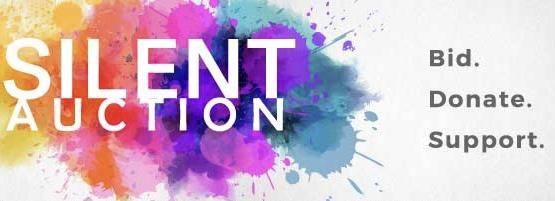 SILENT
AUCTION
Bid.
Donate.
Support.